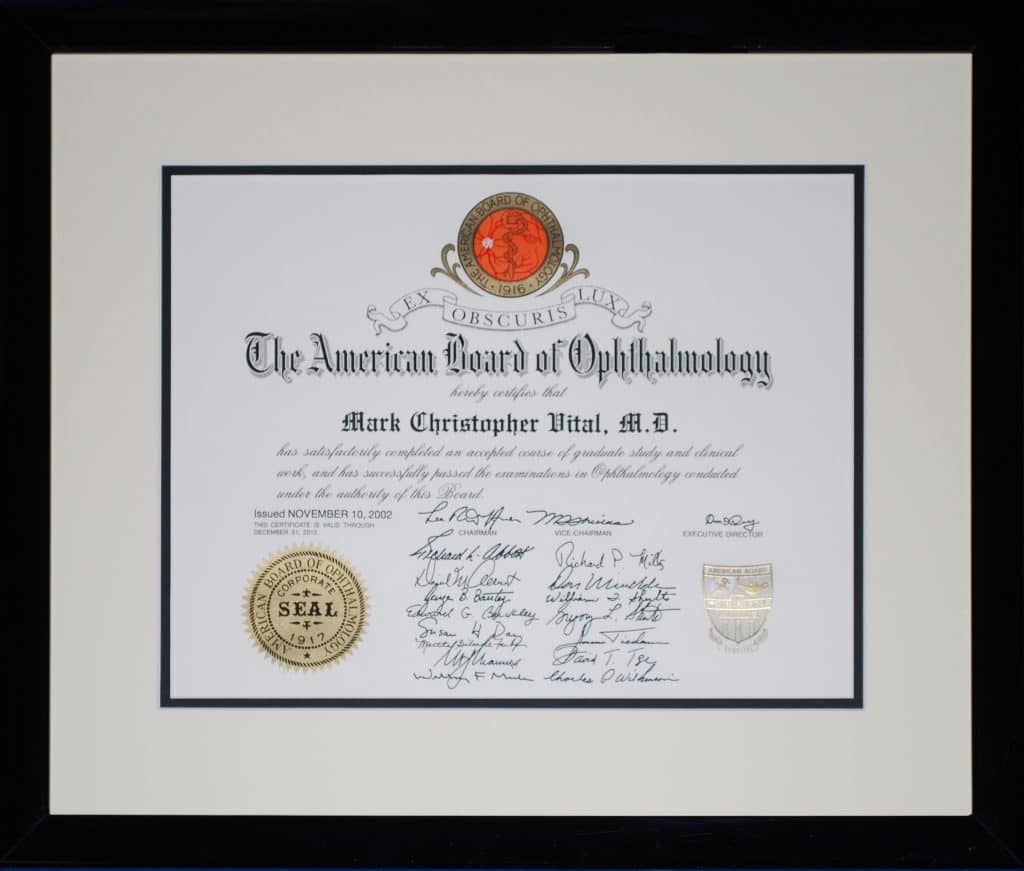 THE AMERICAN BOARD OF OPHTHALMOLOGY
1916
EX OBSCURIS LUX
The American Board of Ophthalmology
hereby certifies that
Mark Christopher Vital, M.D.
has satisfactorily completed an accepted course of graduate study and clinical
work, and has successfully passed the examinations in Ophthalmology conducted
under the authority of this Board.
Issued NOVEMBER 10, 2002
THIS CERTIFICATE IS VALID THROUGH
DECEMBER 31, 2012.
CHAIRMAN
VICE-CHAIRMAN
EXECUTIVE DIRECTOR
Richard P. Mills
Edward G.
Susan H. Day
David T. Tse
Charles P. Wilkinson
AMERICAN BOARD OF OPHTHALMOLOGY
CORPORATE
SEAL
1917
AMERICAN BOARD